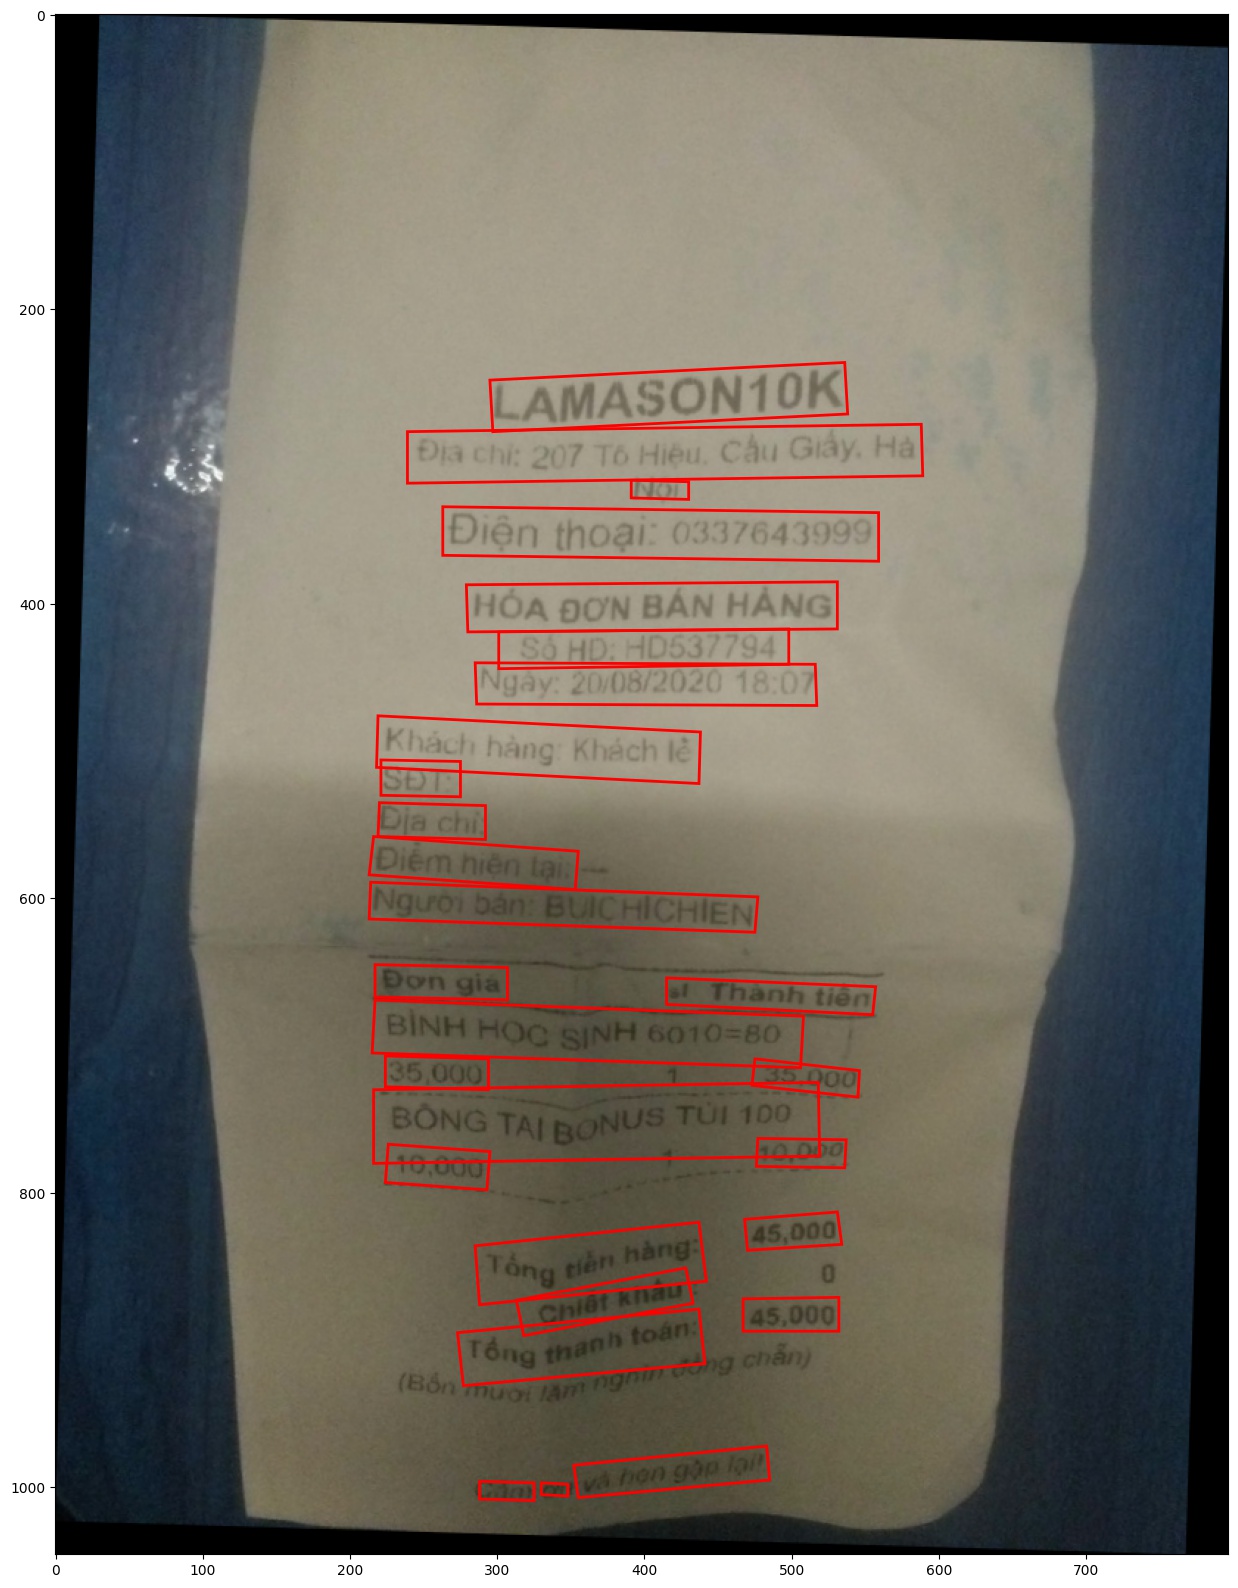 LAMASON10K
Địa chỉ: 207 Tô Hiệu, Cầu Giấy, Hà
Nội
Điện thoại: 0337643999
HÓA ĐƠN BÁN HÀNG
Số HD: HD537794
Ngày: 20/08/2020 18:07
Khách hàng: Khách lẻ
SĐT:
Địa chỉ:
Điểm hiện tại: ---
Người bán: BUICHICHIEN
Đơn giá sl Thành tiền
BÌNH HỌC SINH 6010=80
35,000 1 35,000
BÔNG TAI BONUS TÚI 100
10,000 1 10,000
Tổng tiền hàng: 45,000
Chiết khấu: 0
Tổng thanh toán: 45,000
(Bốn mươi lăm nghìn đồng chẵn)
Cảm ơn và hẹn gặp lại!
0
200
400
600
800
1000
0 100 200 300 400 500 600 700